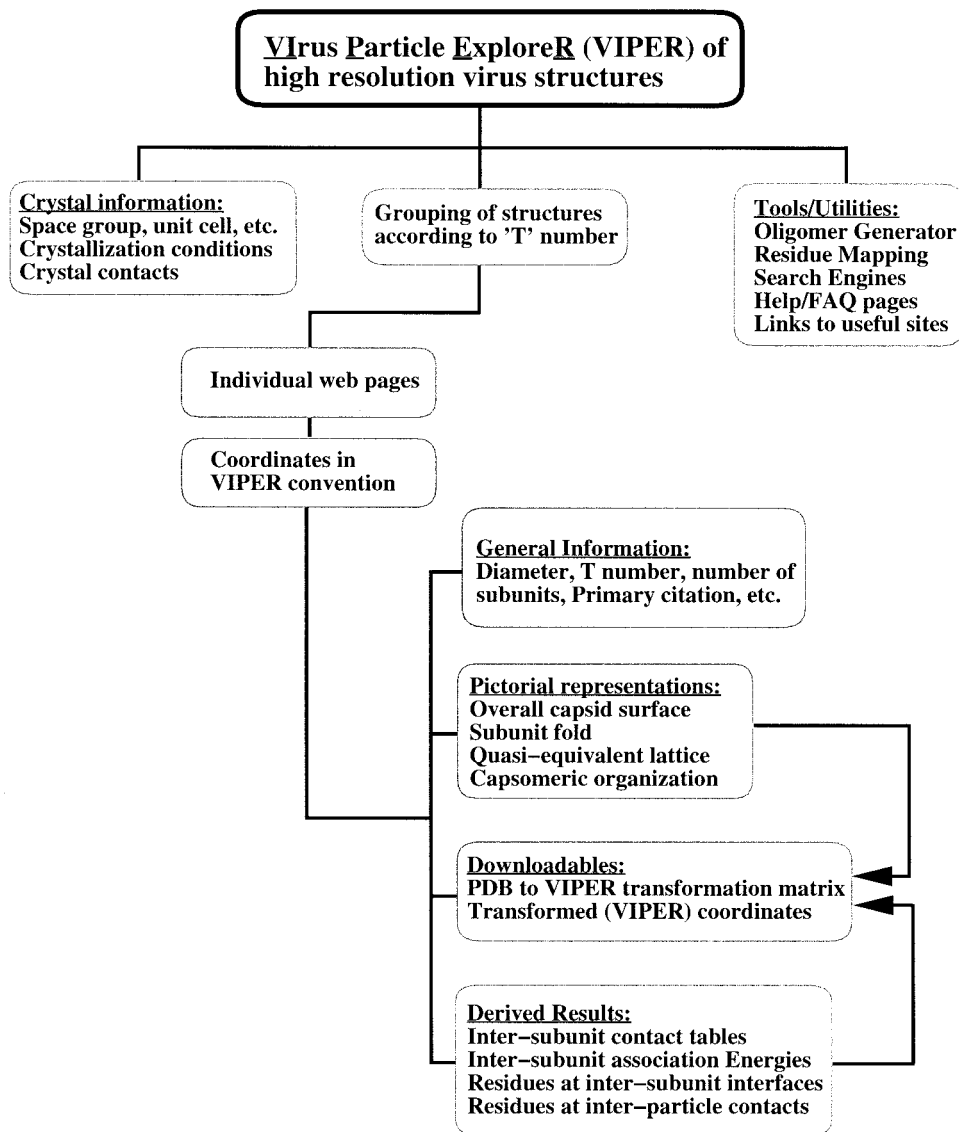 VIrus Particle ExploreR (VIPER) of
high resolution virus structures
Crystal information:
Space group, unit cell, etc.
Crystallization conditions
Crystal contacts
Grouping of structures
according to 'T' number
Tools/Utilities:
Oligomer Generator
Residue Mapping
Search Engines
Help/FAQ pages
Links to useful sites
Individual web pages
Coordinates in
VIPER convention
General Information:
Diameter, T number, number of
subunits, Primary citation, etc.
Pictorial representations:
Overall capsid surface
Subunit fold
Quasi−equivalent lattice
Capsomeric organization
Downloadables:
PDB to VIPER transformation matrix
Transformed (VIPER) coordinates
Derived Results:
Inter−subunit contact tables
Inter−subunit association Energies
Residues at inter−subunit interfaces
Residues at inter−particle contacts